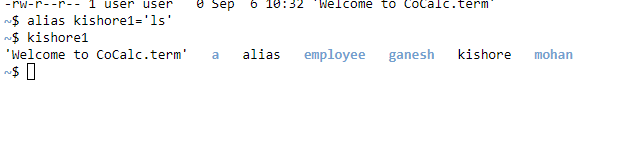 -rw-r--r-- 1 user user   0 Sep  6 10:32 'Welcome to CoCalc.term'
~$ alias kishore1='ls'
~$ kishore1
'Welcome to CoCalc.term'   a   alias   employee   ganesh   kishore   mohan
~$